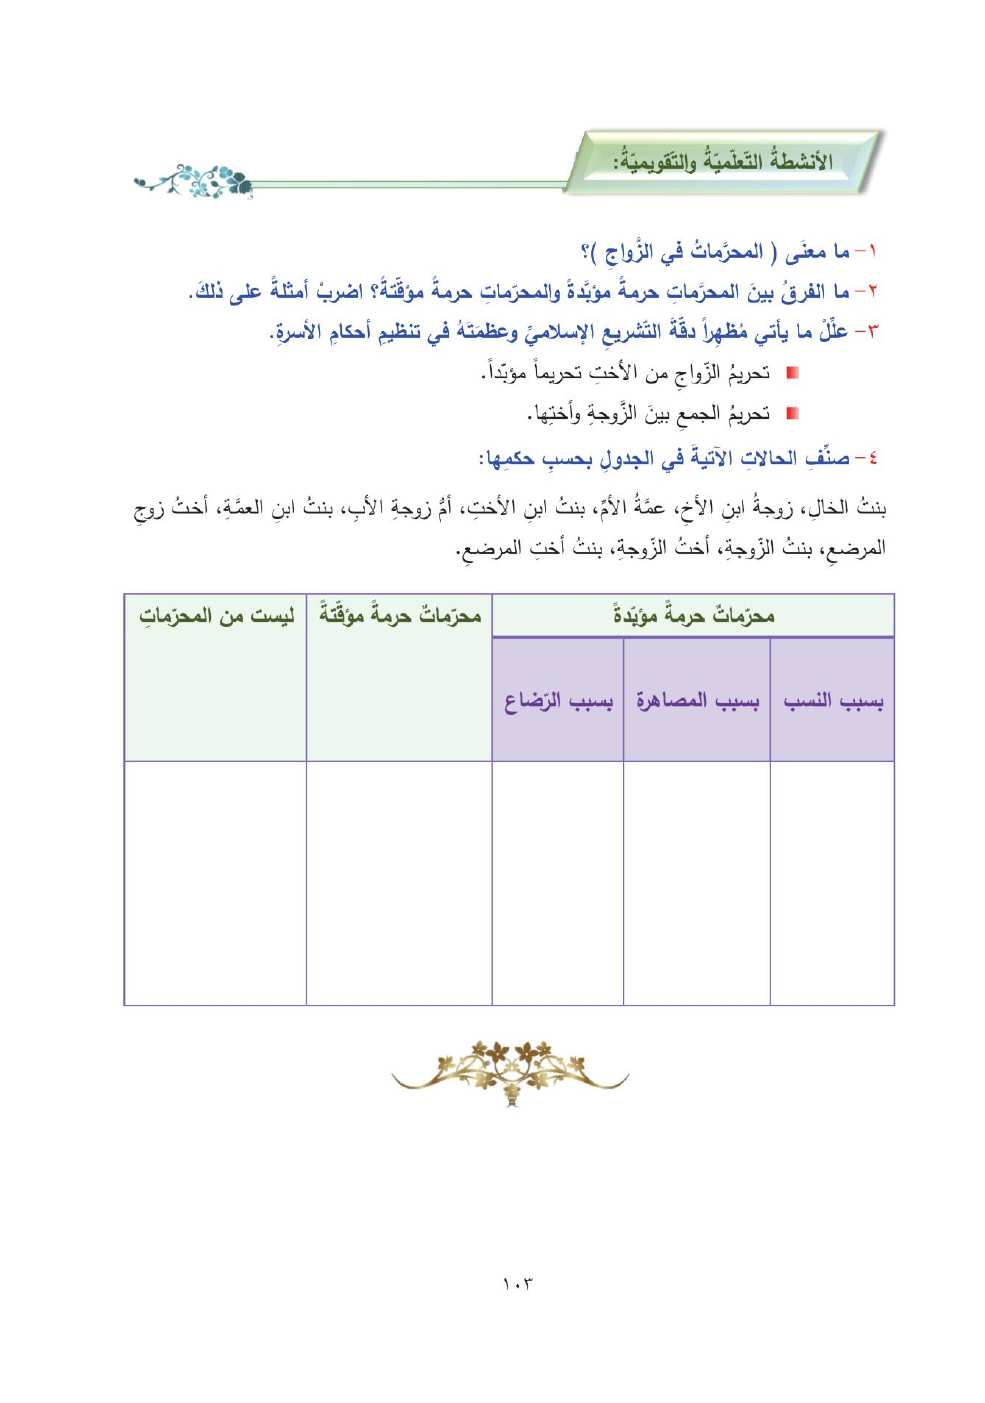 الأنشطةُ التّعلّميّةُ والتّقويميّةُ:
١- ما معنَى ( المحرَّماتُ في الزَّواجِ )؟
٢- ما الفرقُ بينَ المحرَّماتِ حرمةً مؤبَّدةً والمحرّماتِ حرمةً مؤقّتةً؟ اضربْ أمثلةً على ذلكَ.
٣- علِّلْ ما يأتي مُظهِراً دقّةَ التّشريعِ الإسلاميِّ وعظمَتَهُ في تنظيمِ أحكامِ الأسرةِ.
تحريمُ الزّواجِ من الأختِ تحريماً مؤبّداً.
تحريمُ الجمعِ بينَ الزَّوجةِ وأختِها.
٤- صنِّفِ الحالاتِ الآتيةَ في الجدولِ بحسبِ حكمِها:
بنتُ الخالِ، زوجةُ ابنِ الأخِ، عمَّةُ الأمِّ، بنتُ ابنِ الأختِ، أمُّ زوجةِ الأبِ، بنتُ ابنِ العمَّةِ، أختُ زوجِ
المرضعِ، بنتُ الزّوجةِ، أختُ الزّوجةِ، بنتُ أختِ المرضعِ.
محرّماتٌ حرمةً مؤبّدةً
محرّماتٌ حرمةً مؤقّتةً
ليست من المحرّماتِ
بسبب النسب
بسبب المصاهرة
بسبب الرّضاع
١٠٣